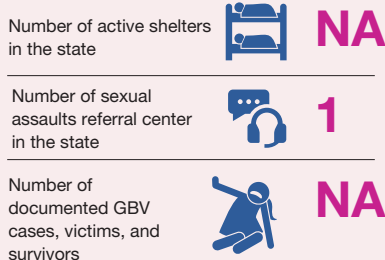 Number of active shelters
in the state
NA
Number of sexual
assaults referral center
in the state
1
Number of
documented GBV
cases, victims, and
survivors
NA